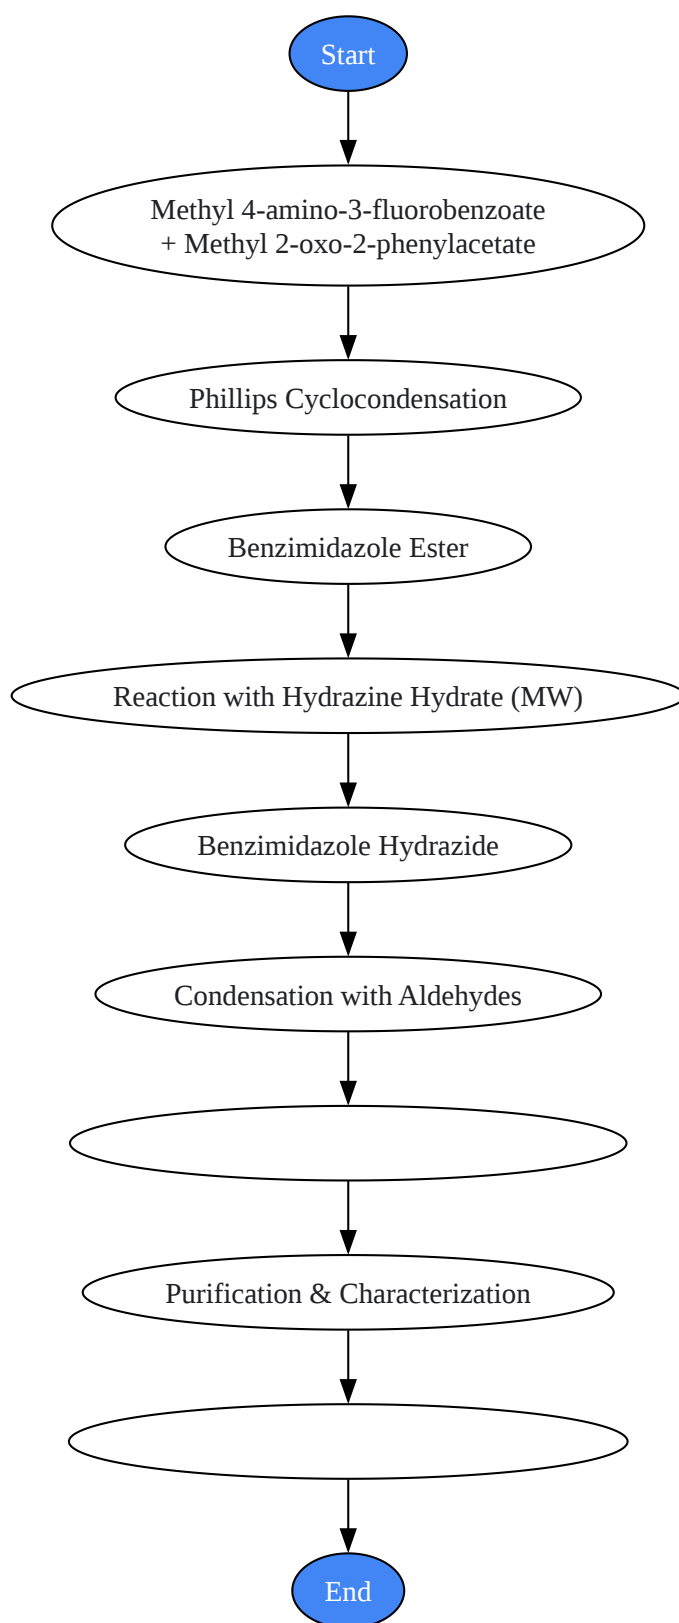 Start
Methyl 4-amino-3-fluorobenzoate
+ Methyl 2-oxo-2-phenylacetate
Phillips Cyclocondensation
Benzimidazole Ester
Reaction with Hydrazine Hydrate (MW)
Benzimidazole Hydrazide
Condensation with Aldehydes
Purification & Characterization
End